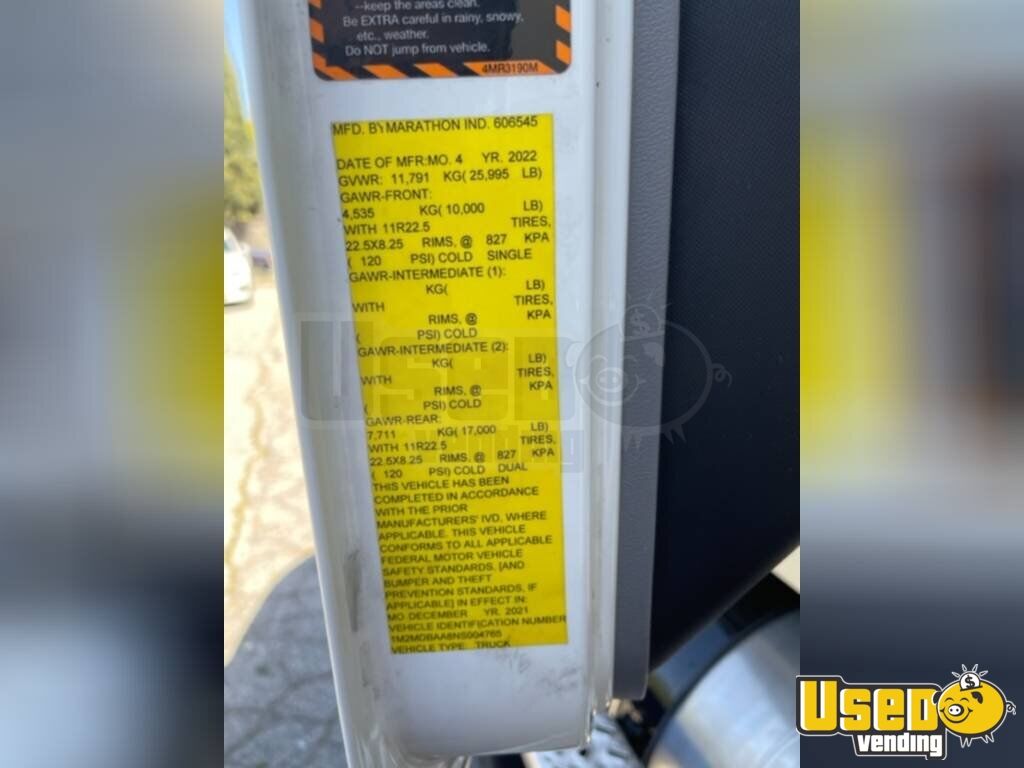 --keep the areas clean.
Be EXTRA careful in rainy, snowy,
etc., weather.
Do NOT jump from vehicle.
4MR3190M
MFD. BY MARATHON IND. 606545
DATE OF MFR:MO. 4 YR. 2022
GVWR: 11,791 KG( 25,995 LB)
GAWR-FRONT:
4,535 KG( 10,000 LB)
WITH 11R22.5 TIRES,
22.5X8.25 RIMS, @ 827 KPA
( 120 PSI) COLD SINGLE
GAWR-INTERMEDIATE (1):
KG( LB)
WITH TIRES,
RIMS, @ KPA
( PSI) COLD
GAWR-INTERMEDIATE (2):
KG( LB)
WITH TIRES,
RIMS, @ KPA
( PSI) COLD
GAWR-REAR:
7,711 KG( 17,000 LB)
WITH 11R22.5 TIRES,
22.5X8.25 RIMS, @ 827 KPA
( 120 PSI) COLD DUAL
THIS VEHICLE HAS BEEN
COMPLETED IN ACCORDANCE
WITH THE PRIOR
MANUFACTURERS' IVD. WHERE
APPLICABLE. THIS VEHICLE
CONFORMS TO ALL APPLICABLE
FEDERAL MOTOR VEHICLE
SAFETY STANDARDS, [AND
BUMPER AND THEFT
PREVENTION STANDARDS, IF
APPLICABLE] IN EFFECT IN:
MO DECEMBER YR. 2021
VEHICLE IDENTIFICATION NUMBER
1M2MDBAA8NS004765
VEHICLE TYPE: TRUCK
Used
vending
Used
vending